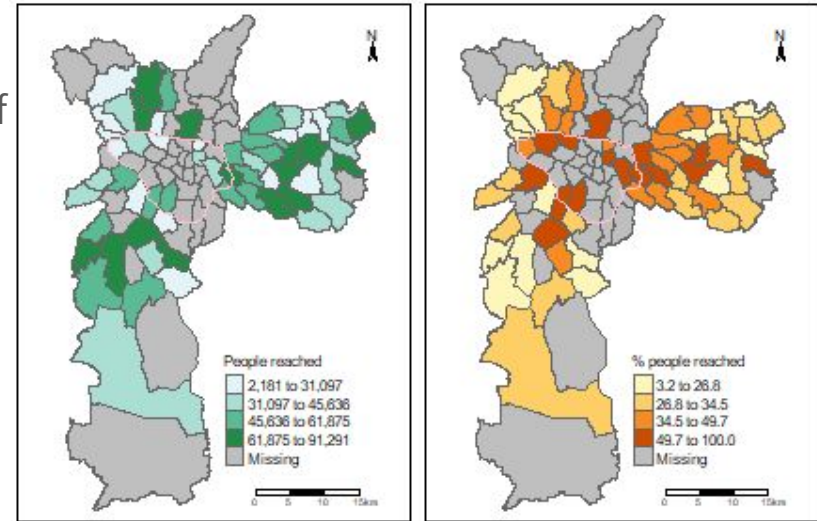 f
N
People reached
2,181 to 31,097
31,097 to 45,636
45,636 to 61,875
61,875 to 91,291
Missing
0 5 10 15km
N
% people reached
3.2 to 26.8
26.8 to 34.5
34.5 to 49.7
49.7 to 100.0
Missing
0 5 10 15km